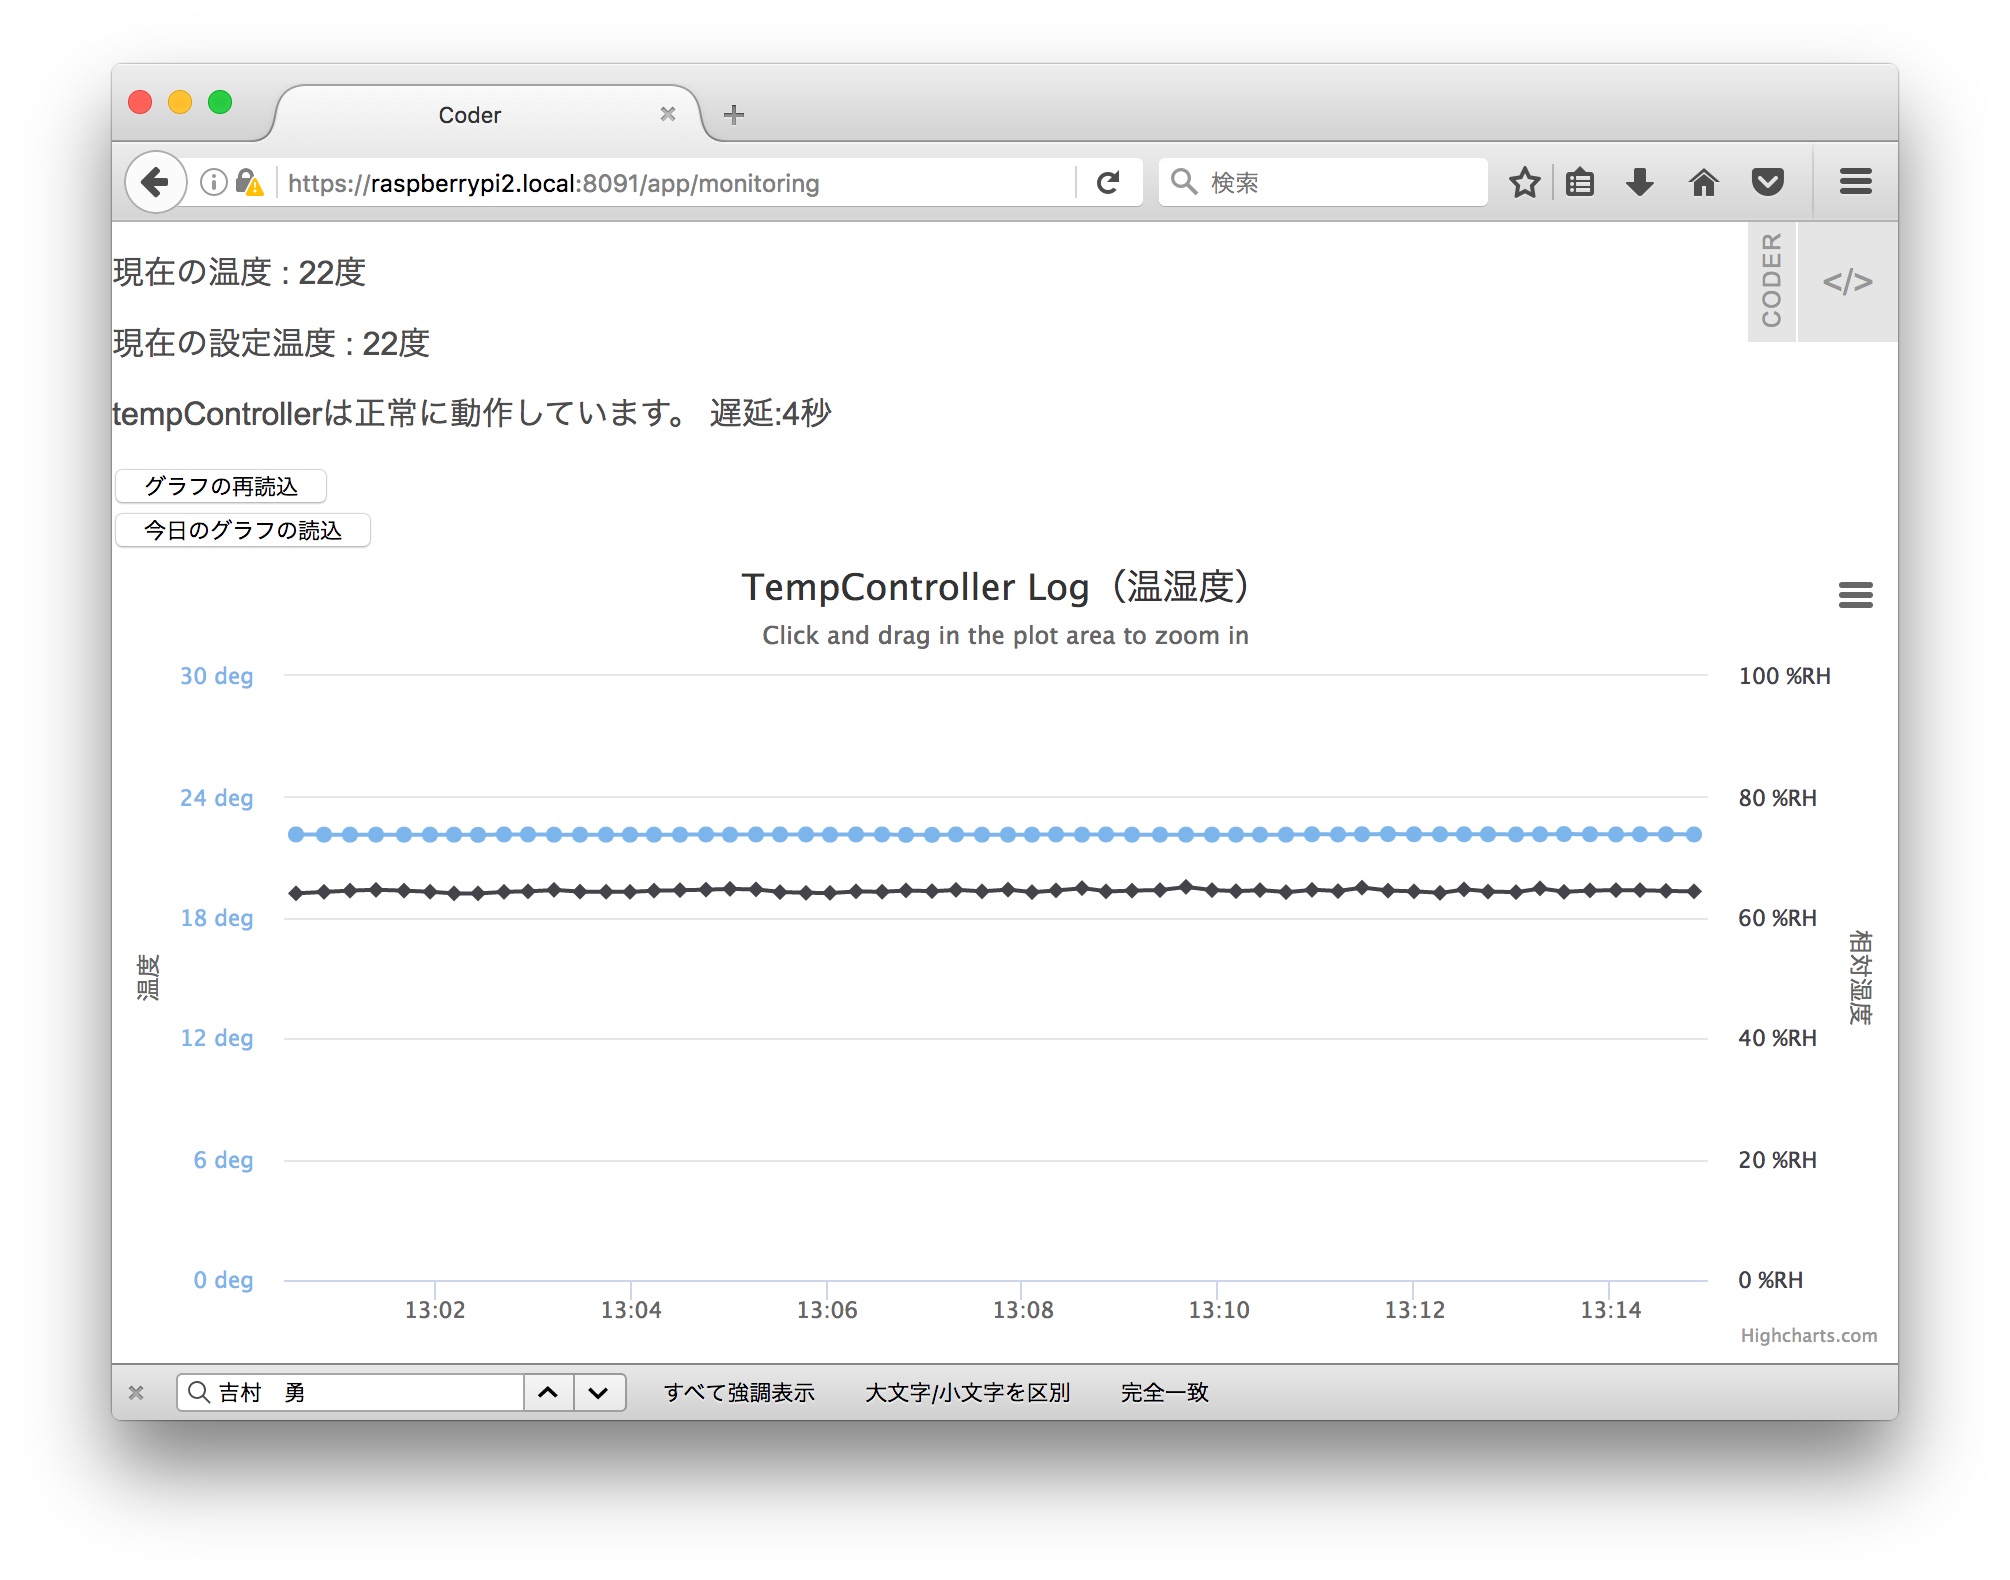 Coder
https://raspberrypi2.local:8091/app/monitoring
検索
現在の温度 : 22度
CODER
</>
現在の設定温度 : 22度
tempControllerは正常に動作しています。 遅延:4秒
グラフの再読込
今日のグラフの読込
TempController Log（温湿度）
Click and drag in the plot area to zoom in
30 deg
24 deg
18 deg
12 deg
6 deg
0 deg
温度
100 %RH
80 %RH
60 %RH
40 %RH
20 %RH
0 %RH
相対湿度
13:02 13:04 13:06 13:08 13:10 13:12 13:14
Highcharts.com
吉村　勇 すべて強調表示 大文字/小文字を区別 完全一致